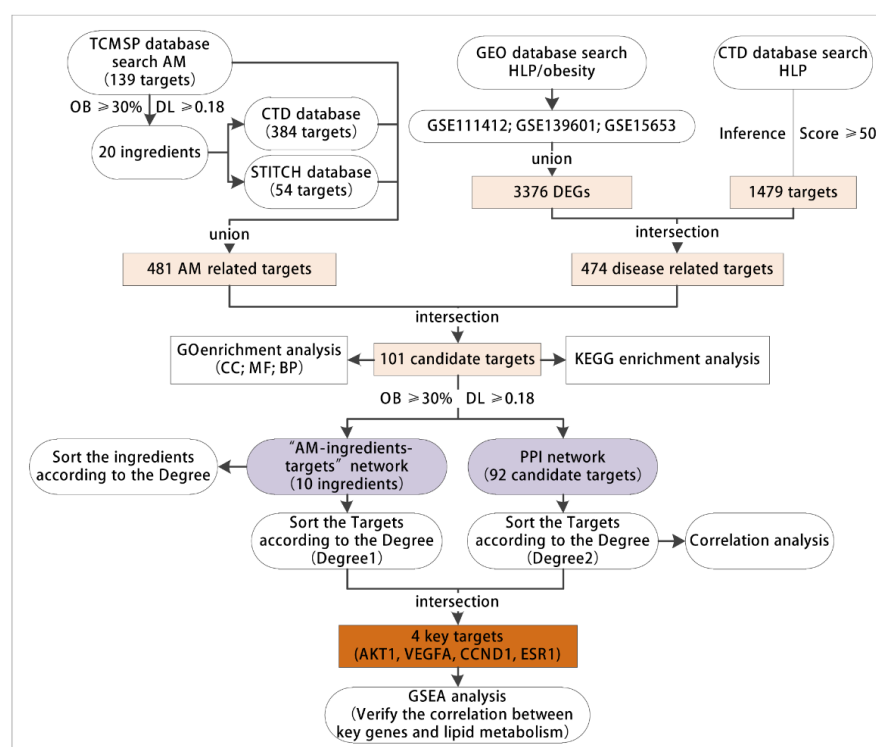 TCMSP database
search AM
(139 targets)
OB ≥30% DL ≥0.18
20 ingredients
CTD database
(384 targets)
STITCH database
(54 targets)
union
481 AM related targets
GEO database search
HLP/obesity
GSE111412; GSE139601; GSE15653
union
3376 DEGs
CTD database search
HLP
Inference Score ≥50
1479 targets
intersection
474 disease related targets
intersection
GOenrichment analysis
(CC; MF; BP)
101 candidate targets
KEGG enrichment analysis
OB ≥30% DL ≥0.18
Sort the ingredients
according to the Degree
"AM-ingredients-
targets" network
(10 ingredients)
PPI network
(92 candidate targets)
Sort the Targets
according to the Degree
(Degree1)
Sort the Targets
according to the Degree
(Degree2)
Correlation analysis
intersection
4 key targets
(AKT1, VEGFA, CCND1, ESR1)
GSEA analysis
(Verify the correlation between
key genes and lipid metabolism)